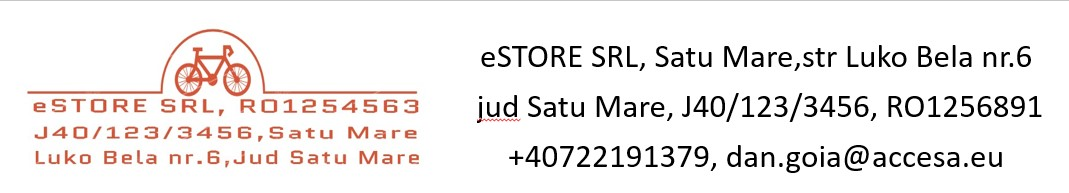 eSTORE SRL, RO1254563
J40/123/3456,Satu Mare
Luko Bela nr.6,Jud Satu Mare
eSTORE SRL, Satu Mare,str Luko Bela nr.6
jud Satu Mare, J40/123/3456, RO1256891
+40722191379, dan.goia@accesa.eu